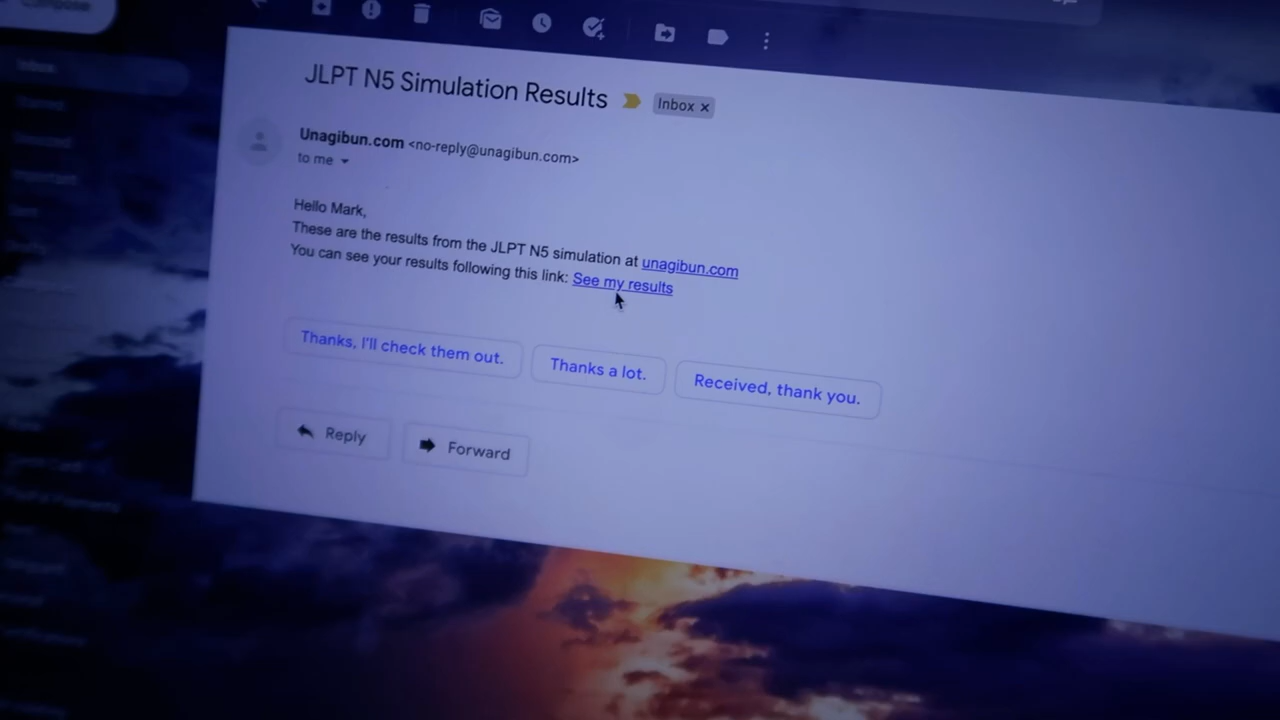 Compose
Inbox
JLPT N5 Simulation Results
Inbox ×
Unagibun.com <no-reply@unagibun.com>
to me
Hello Mark,
These are the results from the JLPT N5 simulation at unagibun.com
You can see your results following this link: See my results
Thanks, I'll check them out.
Thanks a lot.
Received, thank you.
Reply
Forward